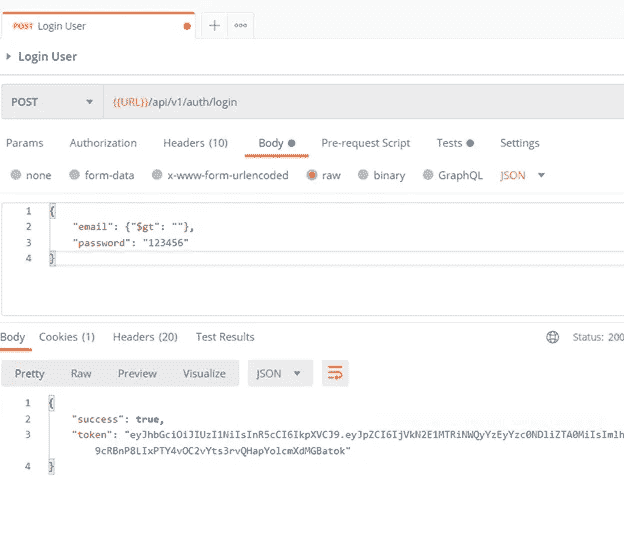 POST Login User
Login User
POST {{URL}}/api/v1/auth/login
Params Authorization Headers (10) Body Pre-request Script Tests Settings
none form-data x-www-form-urlencoded raw binary GraphQL JSON
1 {
2 "email": {"$gt": ""},
3 "password": "123456"
4 }
Body Cookies (1) Headers (20) Test Results Status: 200
Pretty Raw Preview Visualize JSON
1 {
2 "success": true,
3 "token":
4 }